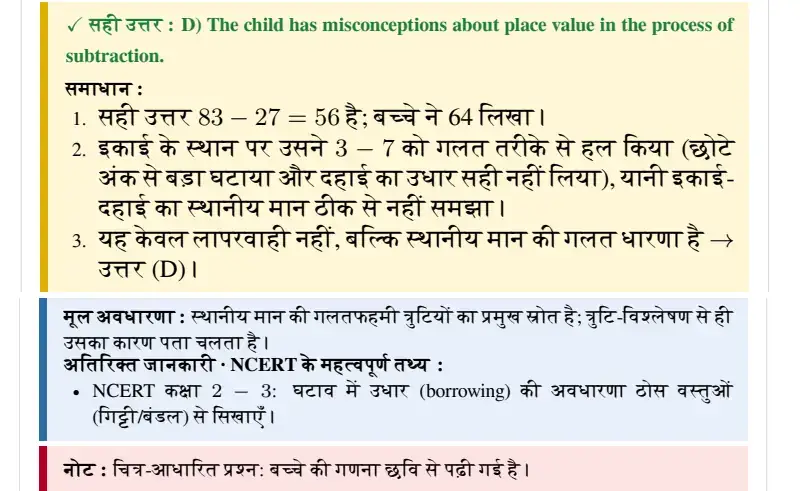 ✓ सही उत्तर : D) The child has misconceptions about place value in the process of
subtraction.
समाधान :
1. सही उत्तर 83 − 27 = 56 है; बच्चे ने 64 लिखा।
2. इकाई के स्थान पर उसने 3 − 7 को गलत तरीके से हल किया (छोटे
अंक से बड़ा घटाया और दहाई का उधार सही नहीं लिया), यानी इकाई-
दहाई का स्थानीय मान ठीक से नहीं समझा।
3. यह केवल लापरवाही नहीं, बल्कि स्थानीय मान की गलत धारणा है →
उत्तर (D)।
मूल अवधारणा : स्थानीय मान की गलतफहमी त्रुटियों का प्रमुख स्रोत है; त्रुटि-विश्लेषण से ही
उसका कारण पता चलता है।
अतिरिक्त जानकारी · NCERT के महत्वपूर्ण तथ्य :
• NCERT कक्षा 2 − 3: घटाव में उधार (borrowing) की अवधारणा ठोस वस्तुओं
(गिट्टी/बंडल) से सिखाएँ।
नोट : चित्र-आधारित प्रश्न: बच्चे की गणना छवि से पढ़ी गई है।